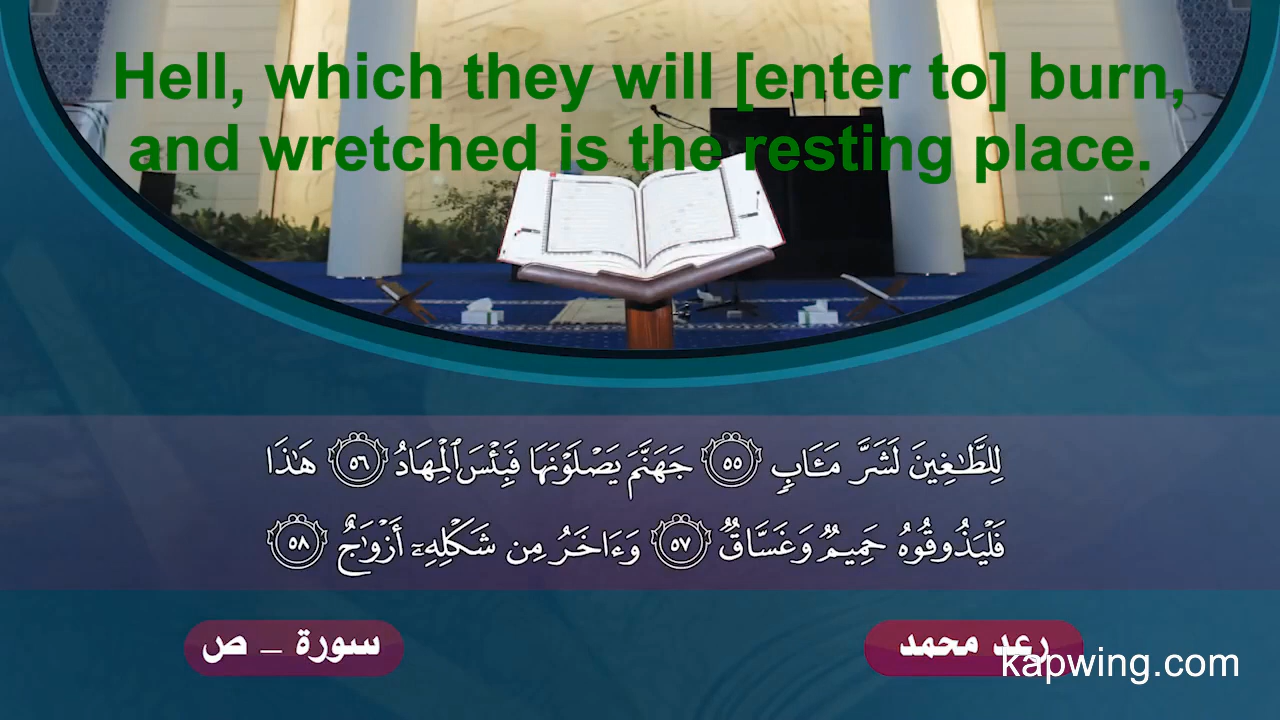 Hell, which they will [enter to] burn,
and wretched is the resting place.
لِلطَّـٰغِينَ لَشَرَّ مَـَٔابٍ ٥٥ جَهَنَّمَ يَصْلَوْنَهَا فَبِئْسَ ٱلْمِهَادُ ٥٦ هَـٰذَا
فَلْيَذُوقُوهُ حَمِيمٌ وَغَسَّاقٌ ٥٧ وَءَاخَرُ مِن شَكْلِهِۦٓ أَزْوَٰجٌ ٥٨
رعد محمد
سورة – ص
kapwing.com